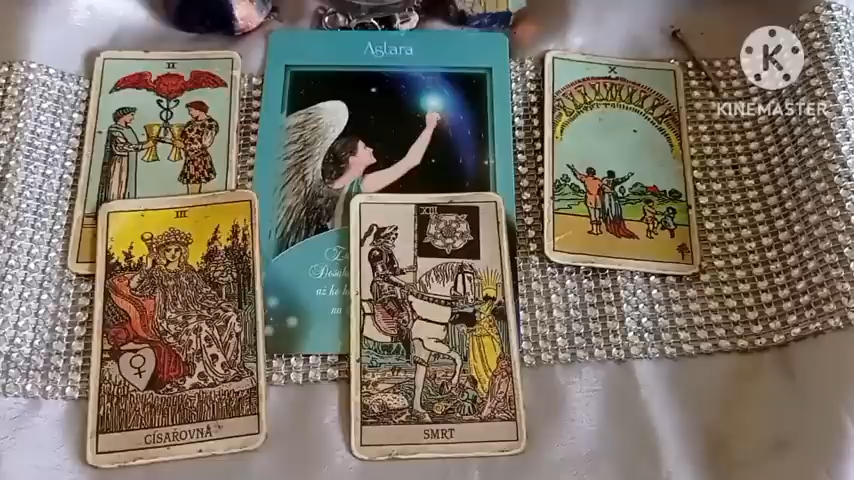 II
Astara
X
K
KINEMASTER
III
XIII
CÍSAŘOVNA
SMRT